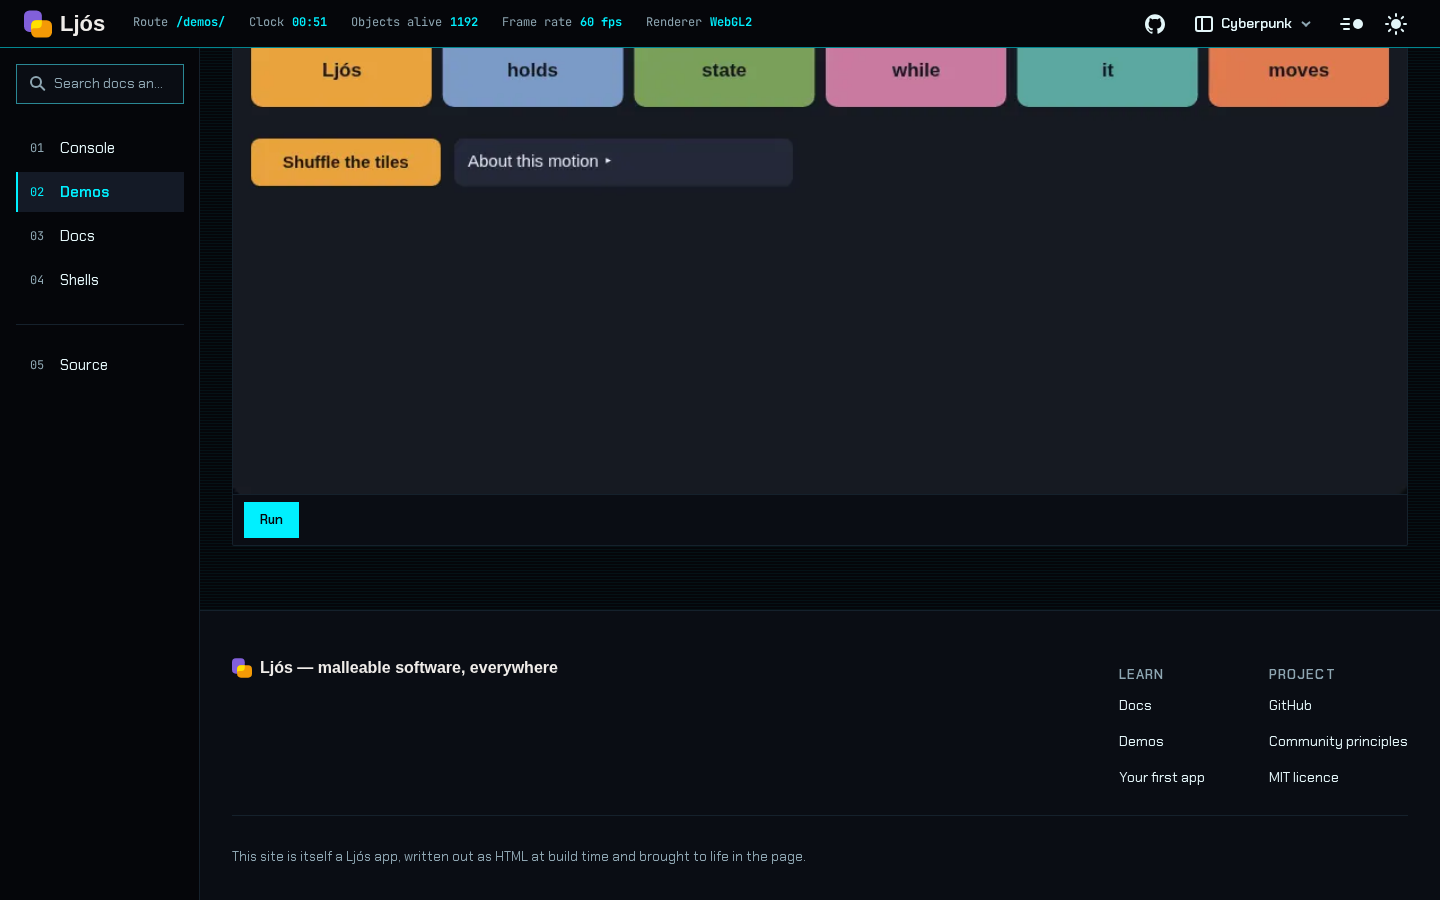 Ljós Route /demos/ Clock 00:51 Objects alive 1192 Frame rate 60 fps Renderer WebGL2 Cyberpunk
Search docs an...
01 Console
02 Demos
03 Docs
04 Shells
05 Source
Ljós holds state while it moves
Shuffle the tiles About this motion ▸
Run
Ljós — malleable software, everywhere
LEARN
Docs
Demos
Your first app
PROJECT
GitHub
Community principles
MIT licence
This site is itself a Ljós app, written out as HTML at build time and brought to life in the page.